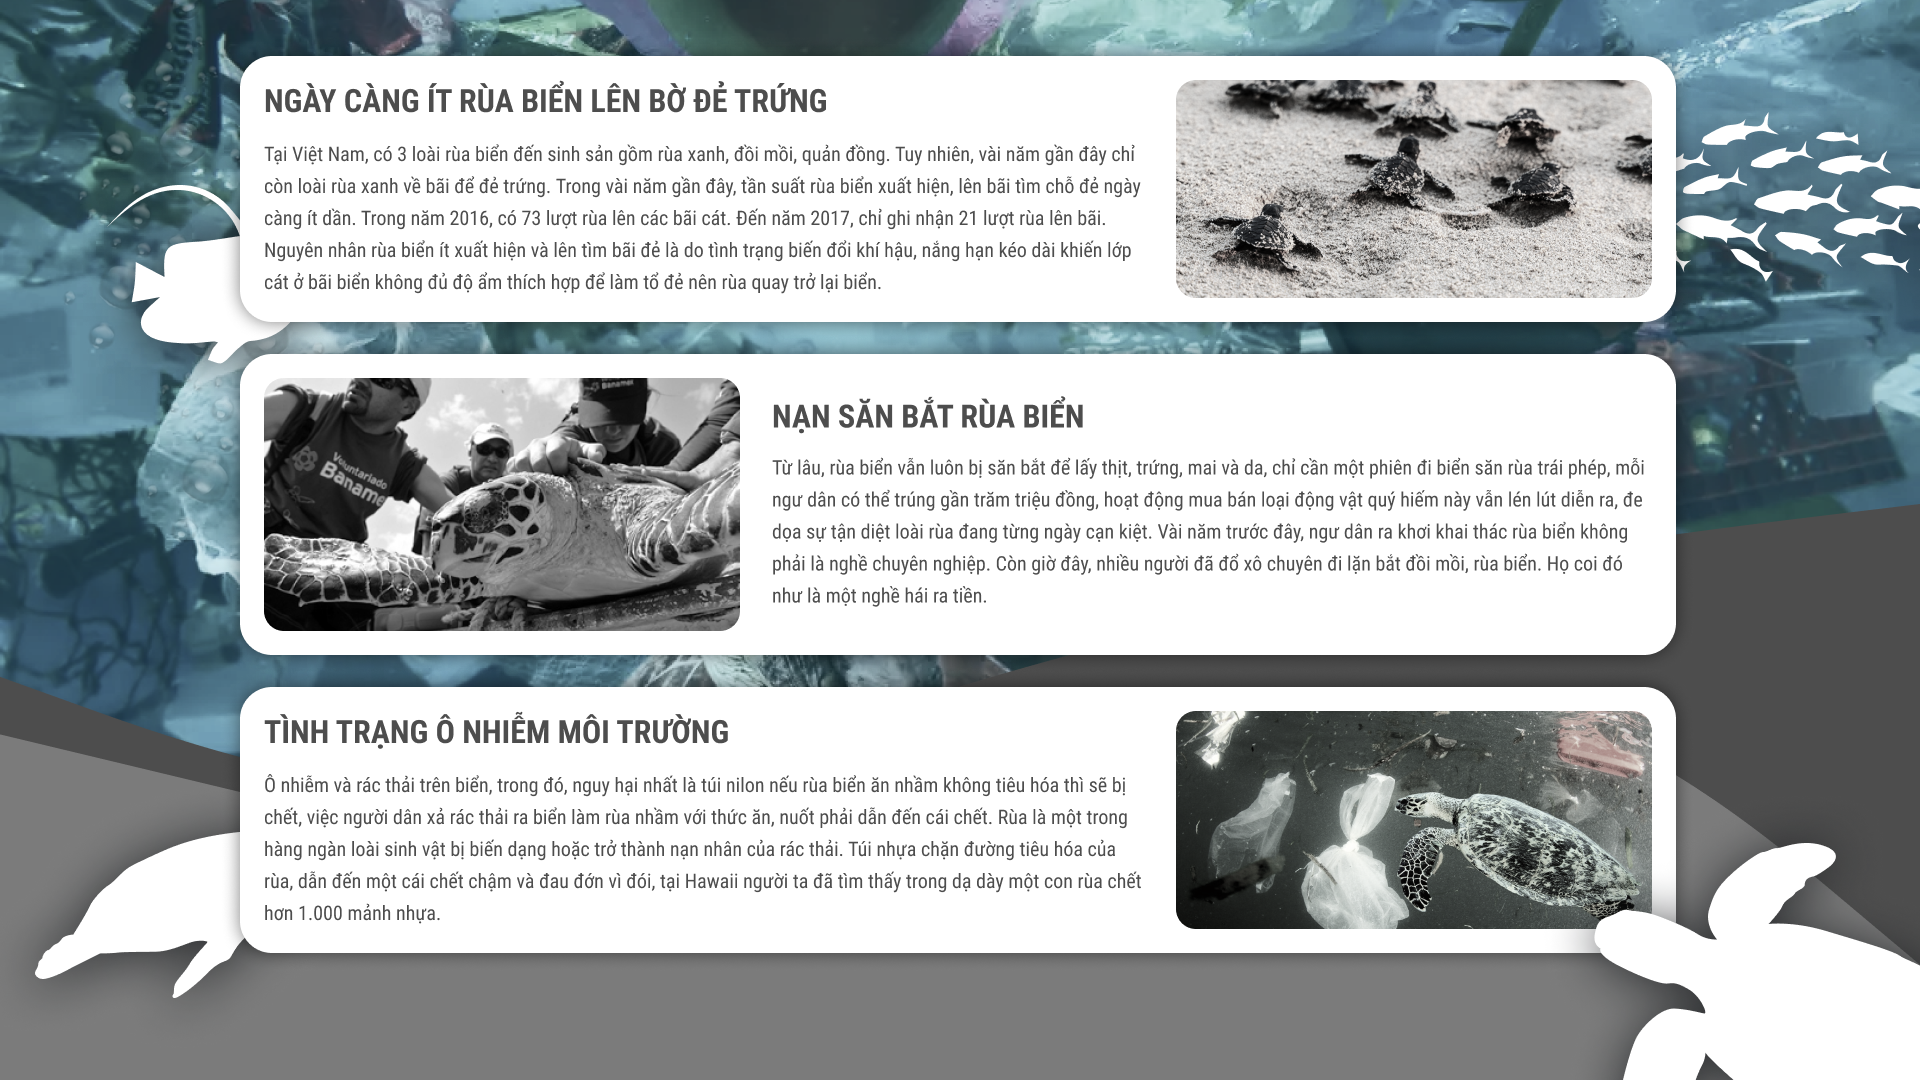 NGÀY CÀNG ÍT RÙA BIỂN LÊN BỜ ĐẺ TRỨNG
Tại Việt Nam, có 3 loài rùa biển đến sinh sản gồm rùa xanh, đồi mồi, quản đồng. Tuy nhiên, vài năm gần đây chỉ
còn loài rùa xanh về bãi để đẻ trứng. Trong vài năm gần đây, tần suất rùa biển xuất hiện, lên bãi tìm chỗ đẻ ngày
càng ít dần. Trong năm 2016, có 73 lượt rùa lên các bãi cát. Đến năm 2017, chỉ ghi nhận 21 lượt rùa lên bãi.
Nguyên nhân rùa biển ít xuất hiện và lên tìm bãi đẻ là do tình trạng biến đổi khí hậu, nắng hạn kéo dài khiến lớp
cát ở bãi biển không đủ độ ẩm thích hợp để làm tổ đẻ nên rùa quay trở lại biển.
Banamex
Voluntariado
Baname
NẠN SĂN BẮT RÙA BIỂN
Từ lâu, rùa biển vẫn luôn bị săn bắt để lấy thịt, trứng, mai và da, chỉ cần một phiên đi biển săn rùa trái phép, mỗi
ngư dân có thể trúng gần trăm triệu đồng, hoạt động mua bán loại động vật quý hiếm này vẫn lén lút diễn ra, đe
dọa sự tận diệt loài rùa đang từng ngày cạn kiệt. Vài năm trước đây, ngư dân ra khơi khai thác rùa biển không
phải là nghề chuyên nghiệp. Còn giờ đây, nhiều người đã đổ xô chuyên đi lặn bắt đồi mồi, rùa biển. Họ coi đó
như là một nghề hái ra tiền.
TÌNH TRẠNG Ô NHIỄM MÔI TRƯỜNG
Ô nhiễm và rác thải trên biển, trong đó, nguy hại nhất là túi nilon nếu rùa biển ăn nhầm không tiêu hóa thì sẽ bị
chết, việc người dân xả rác thải ra biển làm rùa nhầm với thức ăn, nuốt phải dẫn đến cái chết. Rùa là một trong
hàng ngàn loài sinh vật bị biến dạng hoặc trở thành nạn nhân của rác thải. Túi nhựa chặn đường tiêu hóa của
rùa, dẫn đến một cái chết chậm và đau đớn vì đói, tại Hawaii người ta đã tìm thấy trong dạ dày một con rùa chết
hơn 1.000 mảnh nhựa.